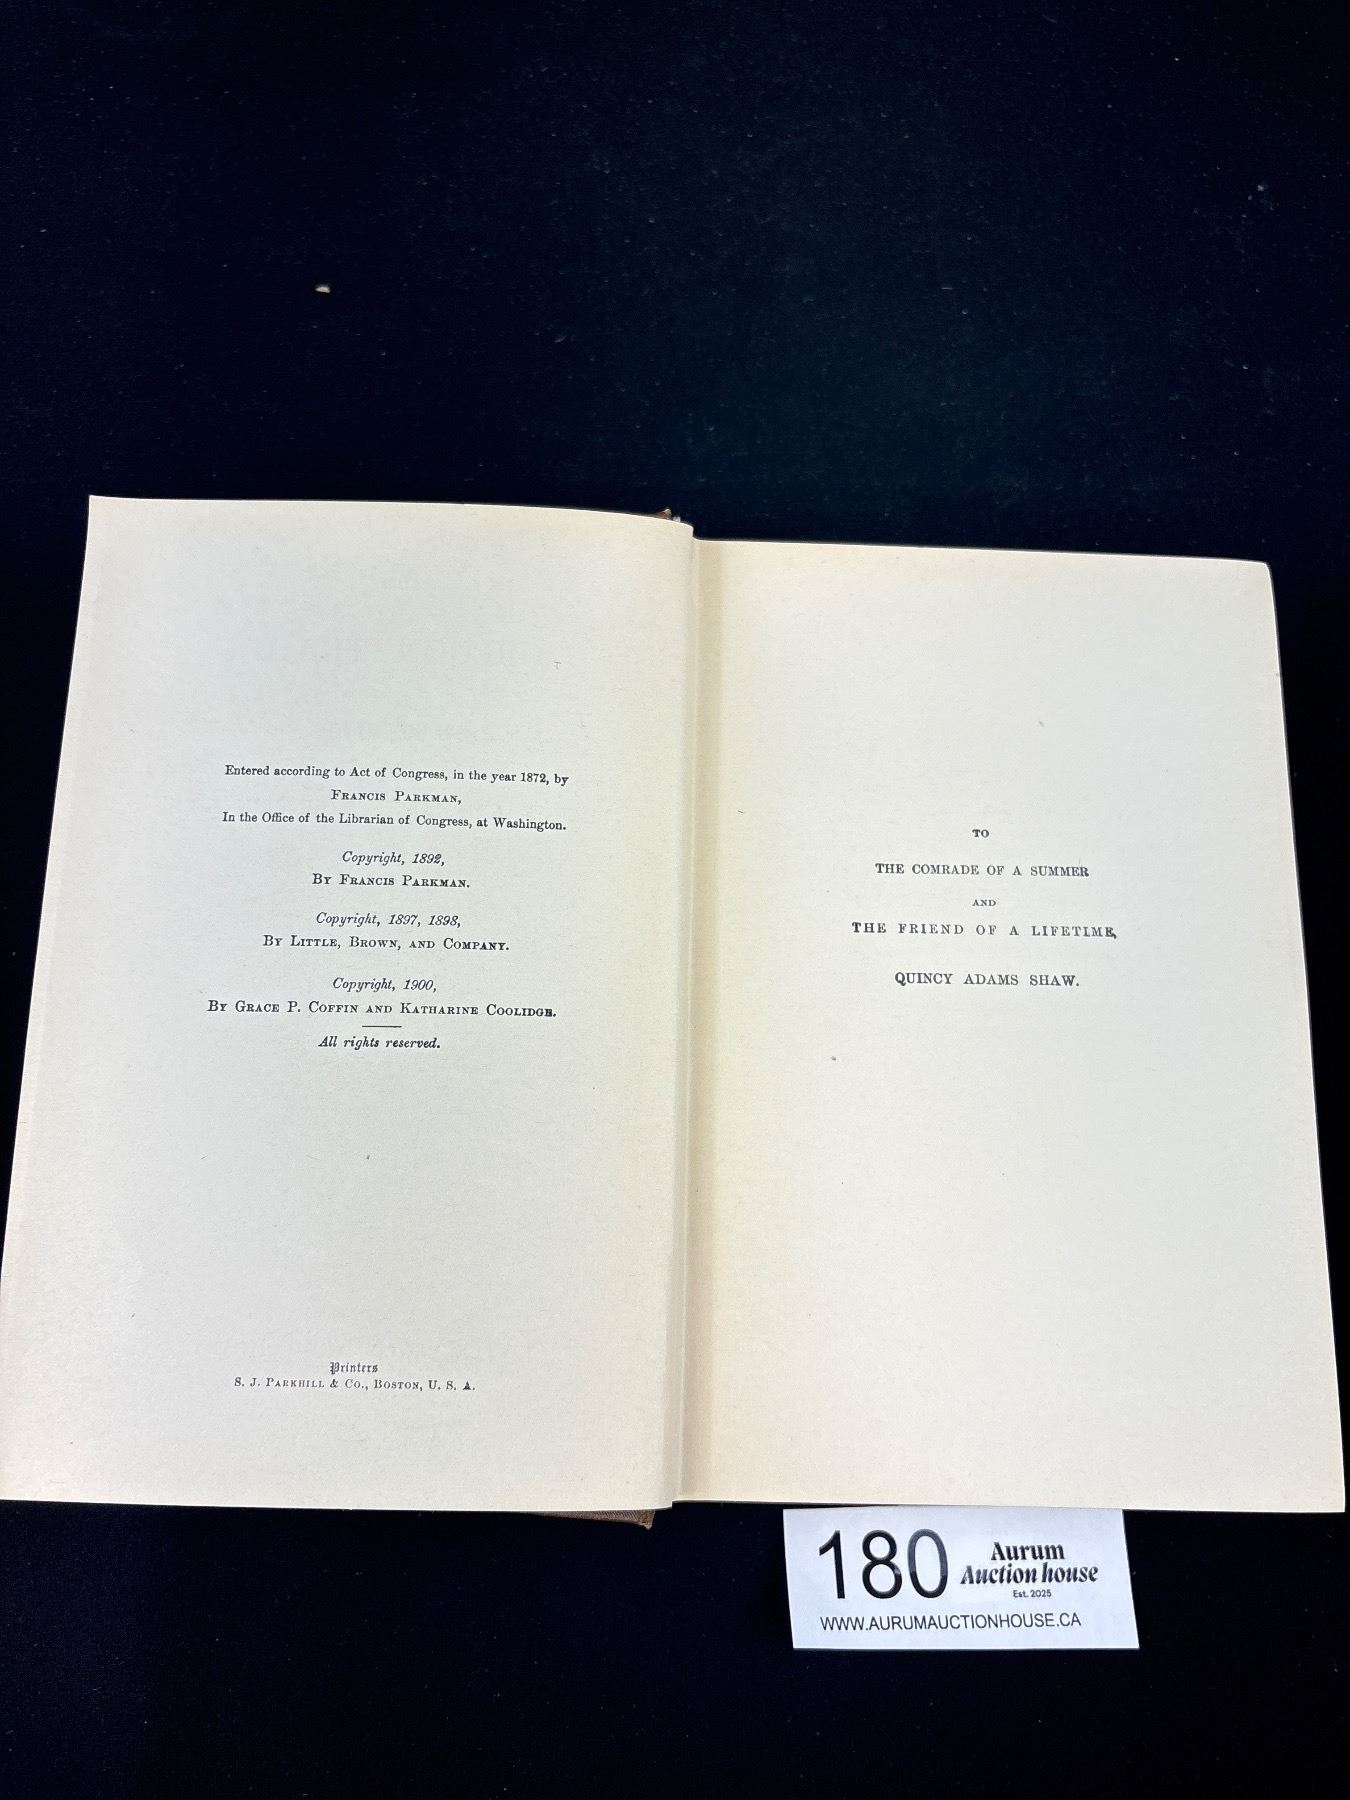 Entered according to Act of Congress, in the year 1872, by
FRANCIS PARKMAN,
In the Office of the Librarian of Congress, at Washington.
Copyright, 1892,
BY FRANCIS PARKMAN.
Copyright, 1897, 1898,
BY LITTLE, BROWN, AND COMPANY.
Copyright, 1900,
BY GRACE P. COFFIN AND KATHARINE COOLIDGE.
All rights reserved.
Printers
S. J. PARKHILL & CO., BOSTON, U. S. A.
TO
THE COMRADE OF A SUMMER
AND
THE FRIEND OF A LIFETIME,
QUINCY ADAMS SHAW.
180
Aurum
Auction house
Est. 2025
WWW.AURUMAUCTIONHOUSE.CA